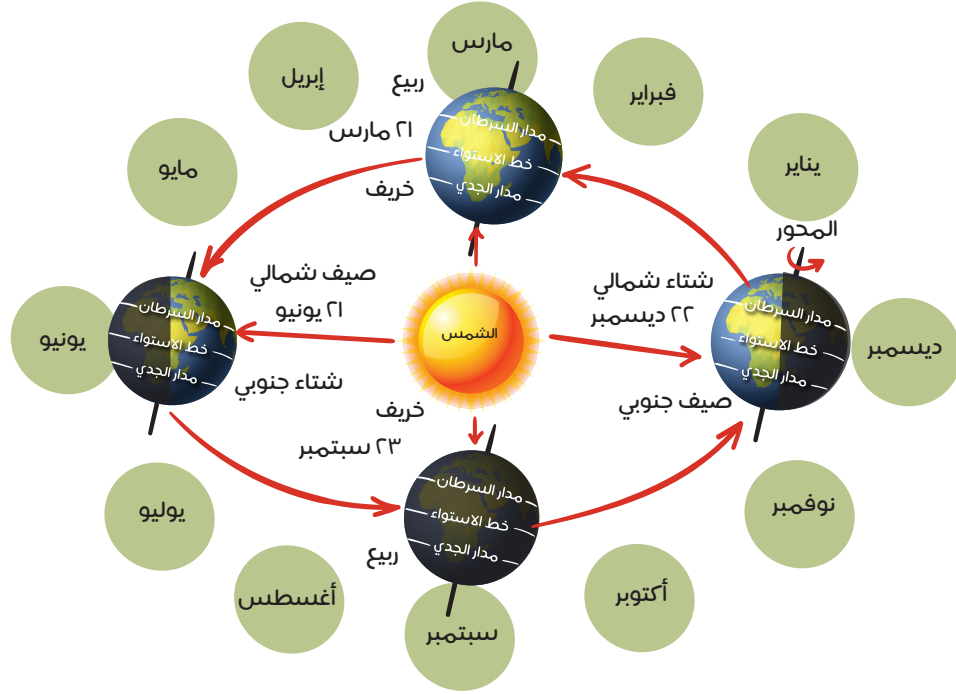 مارس
إبريل
فبراير
ربيع
٢١ مارس
خريف
مدار السرطان
خط الاستواء
مدار الجدي
مايو
يناير
المحور
صيف شمالي
٢١ يونيو
شتاء جنوبي
شتاء شمالي
٢٢ ديسمبر
صيف جنوبي
الشمس
يونيو
مدار السرطان
خط الاستواء
مدار الجدي
مدار السرطان
خط الاستواء
مدار الجدي
ديسمبر
خريف
٢٣ سبتمبر
ربيع
مدار السرطان
خط الاستواء
مدار الجدي
يوليو
نوفمبر
أغسطس
أكتوبر
سبتمبر